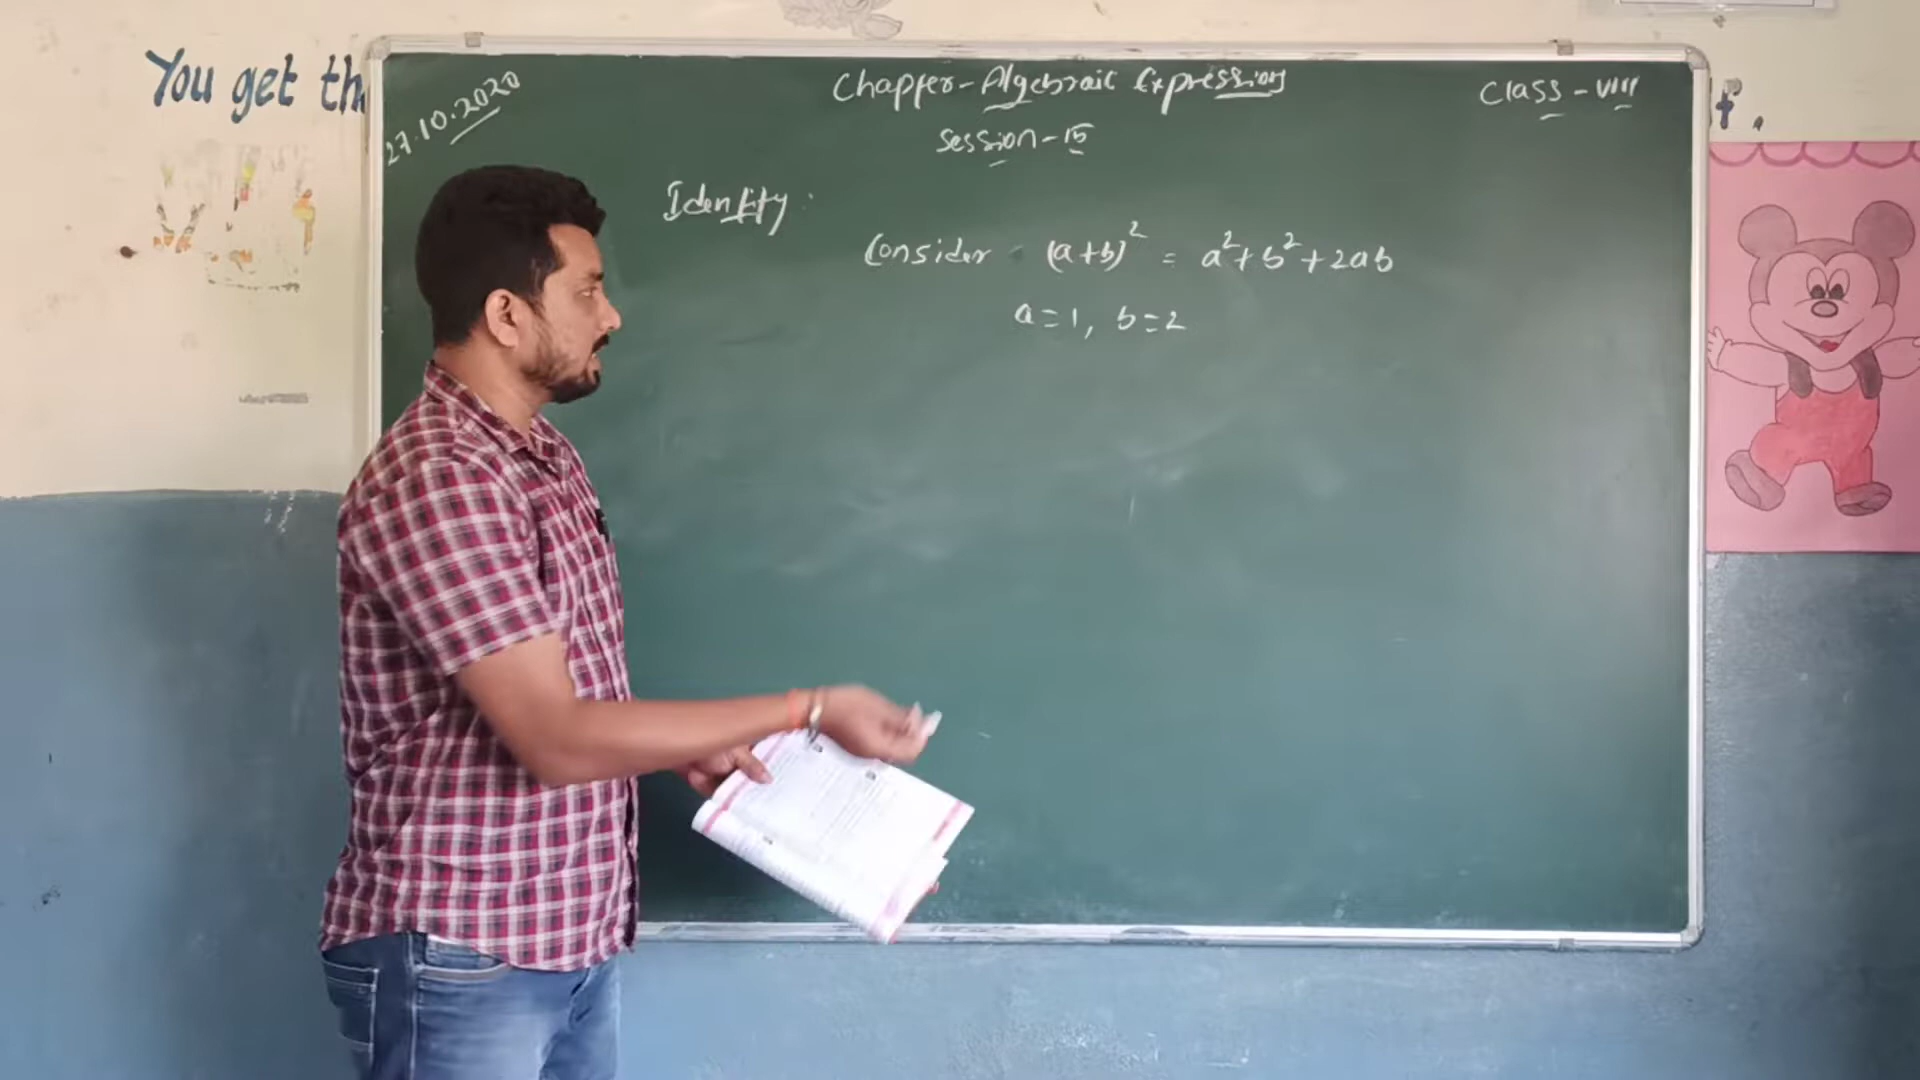 You get th
f.
27.10.2020
Chapter-Algebraic Expressions
Class-VIII
Session-15
Identity:
Consider (a+b)² = a²+b²+2ab
a=1, b=2